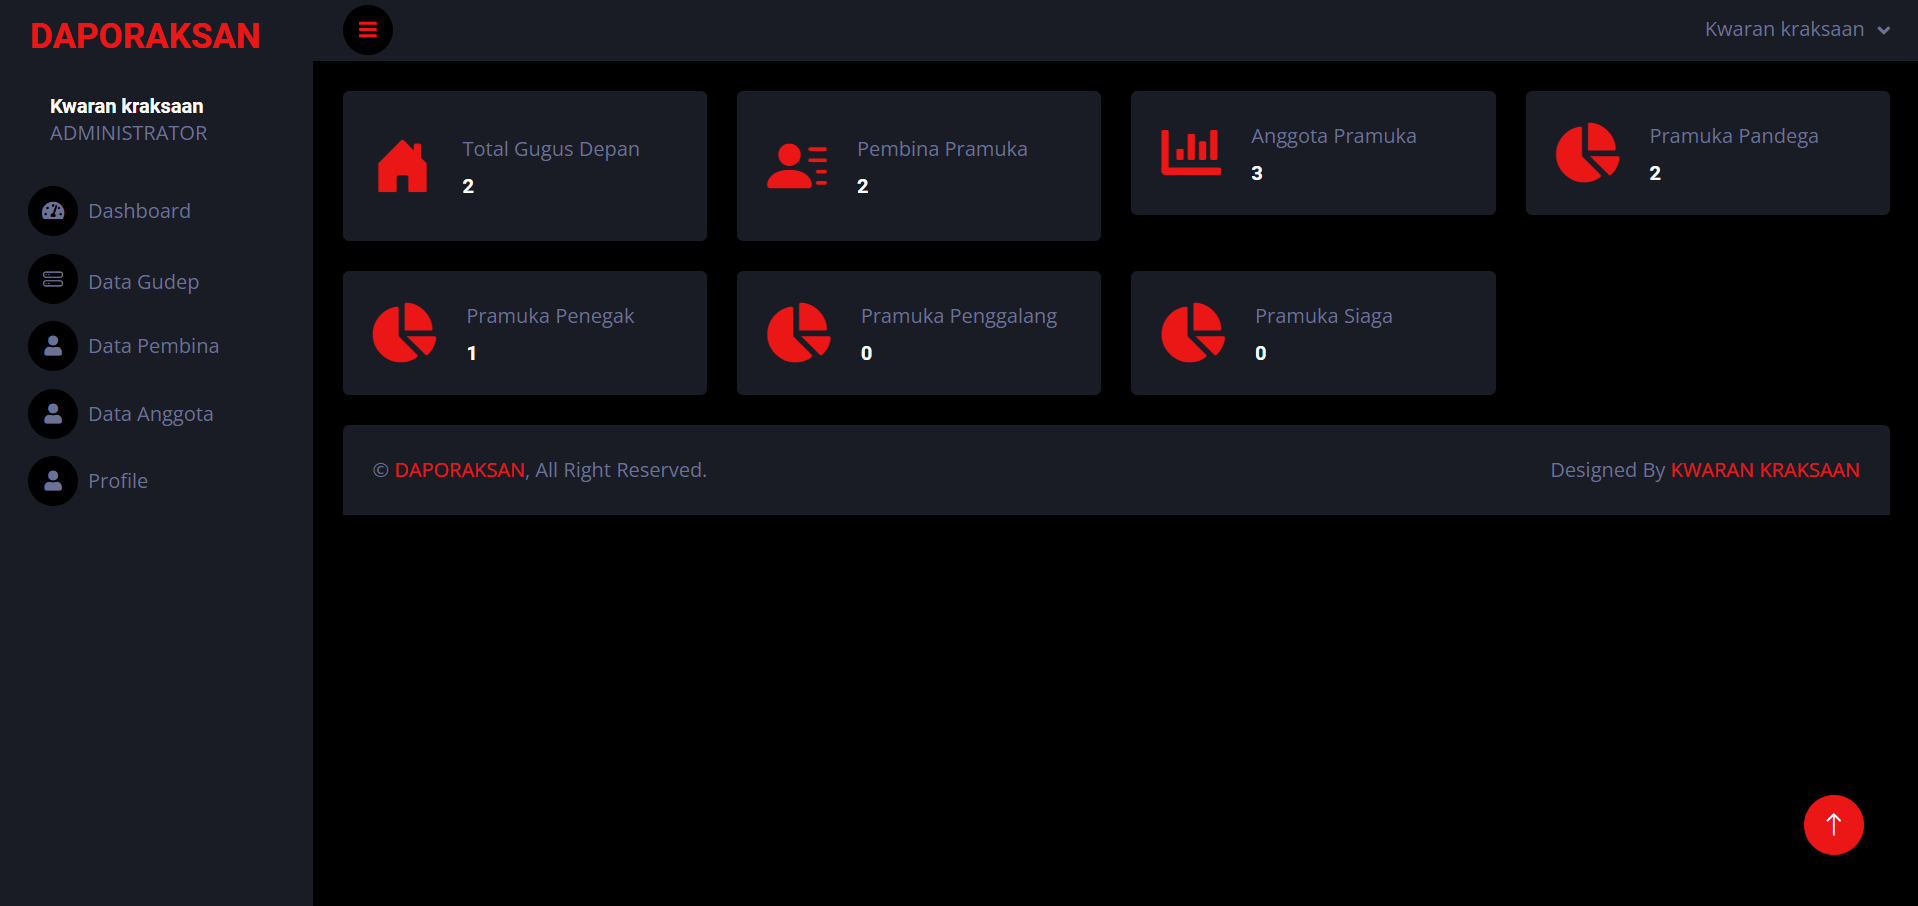 DAPORAKSAN
Kwaran kraksaan
ADMINISTRATOR
Dashboard
Data Gudep
Data Pembina
Data Anggota
Profile
Kwaran kraksaan
Total Gugus Depan
2
Pembina Pramuka
2
Anggota Pramuka
3
Pramuka Pandega
2
Pramuka Penegak
1
Pramuka Penggalang
0
Pramuka Siaga
0
© DAPORAKSAN, All Right Reserved.
Designed By KWARAN KRAKSAAN